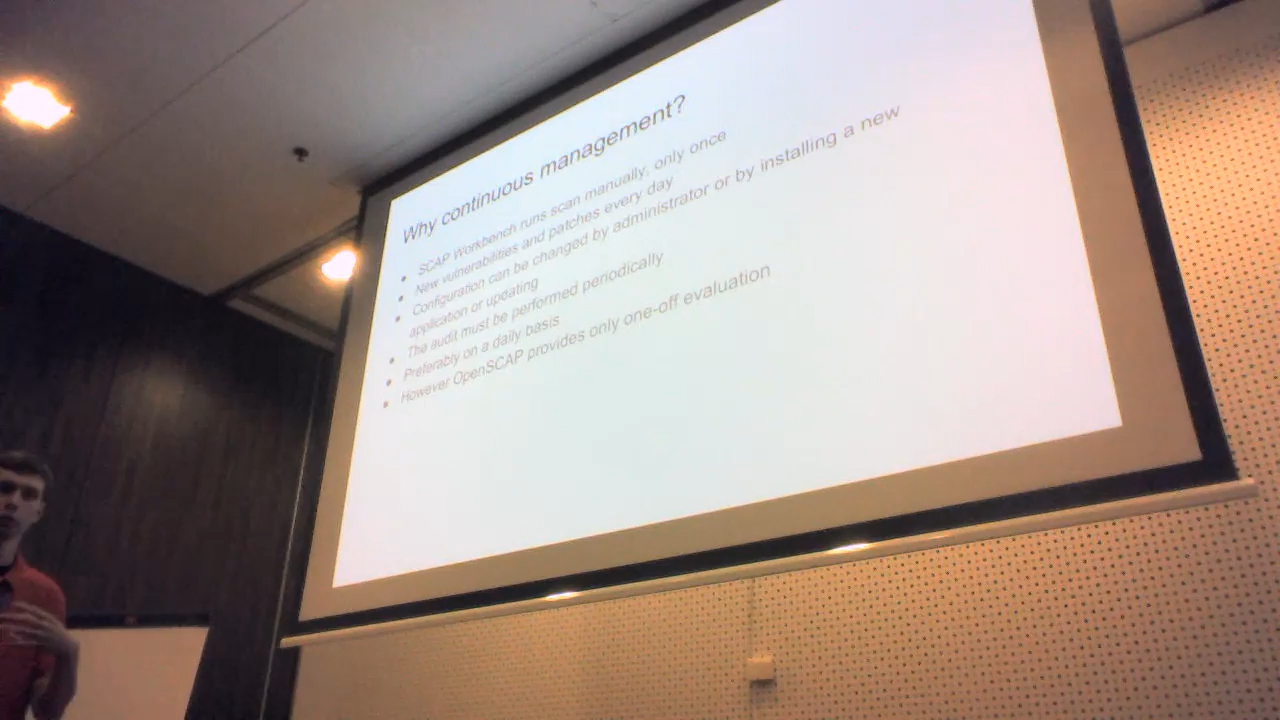 Why continuous management?
● SCAP Workbench runs scan manually, only once
● New vulnerabilities and patches every day
● Configuration can be changed by administrator or by installing a new
application or updating
● The audit must be performed periodically
● Preferably on a daily basis
● However OpenSCAP provides only one-off evaluation